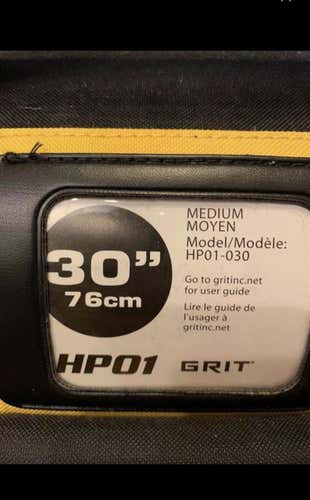 30”
76cm
HP01
MEDIUM
MOYEN
Model/Modèle:
HP01-030
Go to gritinc.net
for user guide
Lire le guide de
l'usager à
gritinc.net
GRIT